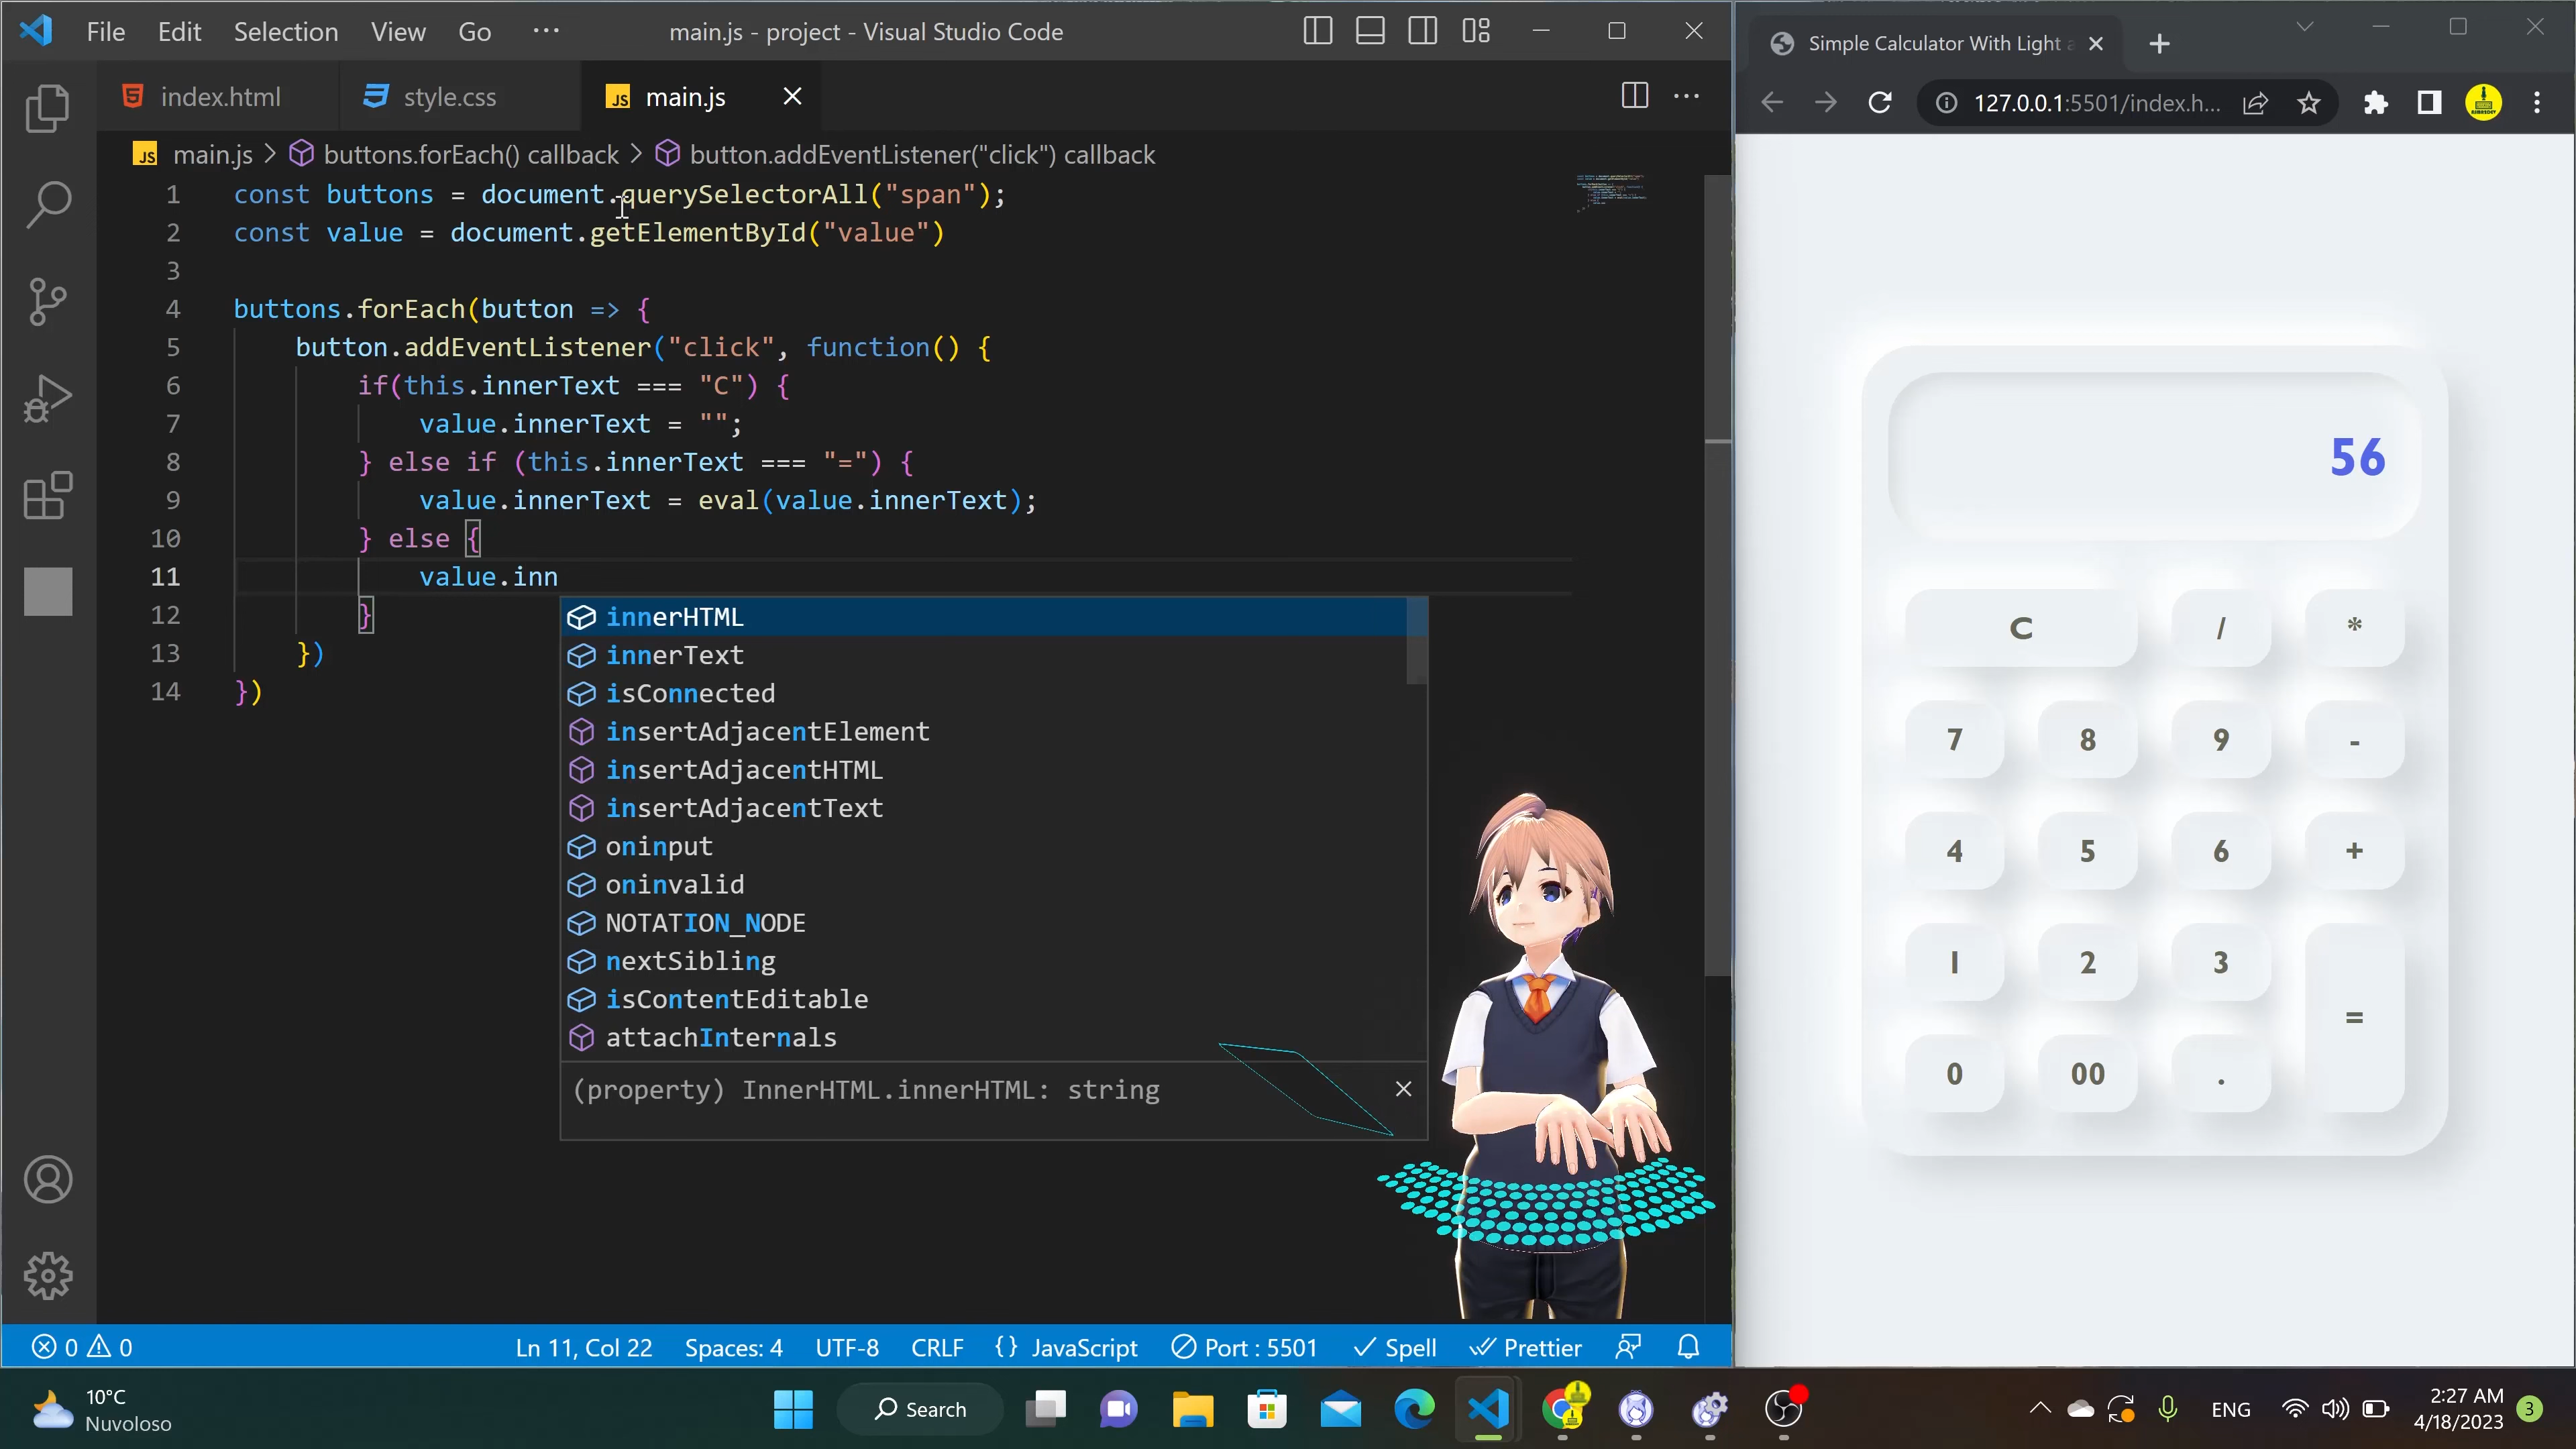 File Edit Selection View Go ··· main.js - project - Visual Studio Code
index.html style.css JS main.js
JS main.js > buttons.forEach() callback > button.addEventListener("click") callback
1 const buttons = document.querySelectorAll("span");
2 const value = document.getElementById("value")
3
4 buttons.forEach(button => {
5 button.addEventListener("click", function() {
6 if(this.innerText === "C") {
7 value.innerText = "";
8 } else if (this.innerText === "=") {
9 value.innerText = eval(value.innerText);
10 } else {
11 value.inn
12 }
13 })
14 })
innerHTML
innerText
isConnected
insertAdjacentElement
insertAdjacentHTML
insertAdjacentText
oninput
oninvalid
NOTATION_NODE
nextSibling
isContentEditable
attachInternals
(property) InnerHTML.innerHTML: string
0 0 Ln 11, Col 22 Spaces: 4 UTF-8 CRLF {} JavaScript Port : 5501 Spell Prettier
Simple Calculator With Light
127.0.0.1:5501/index.h...
56
C / *
7 8 9 -
4 5 6 +
1 2 3
=
0 00 .
10°C
Nuvoloso
Search
ENG
2:27 AM
4/18/2023
3